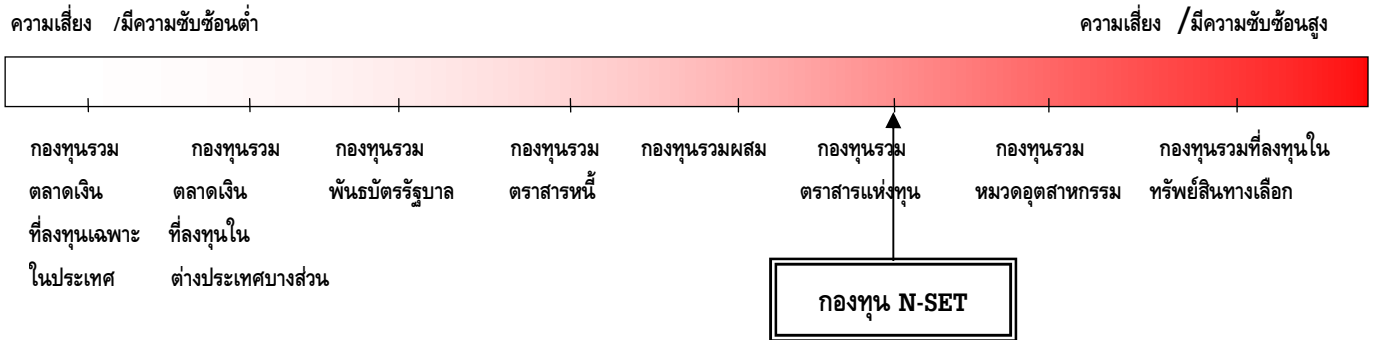 ความเสี่ยง /มีความซับซ้อนต่ำ
ความเสี่ยง /มีความซับซ้อนสูง
กองทุนรวม
ตลาดเงิน
ที่ลงทุนเฉพาะ
ในประเทศ
กองทุนรวม
ตลาดเงิน
ที่ลงทุนใน
ต่างประเทศบางส่วน
กองทุนรวม
พันธบัตรรัฐบาล
กองทุนรวม
ตราสารหนี้
กองทุนรวมผสม
กองทุนรวม
ตราสารแห่งทุน
กองทุนรวม
หมวดอุตสาหกรรม
กองทุนรวมที่ลงทุนใน
ทรัพย์สินทางเลือก
กองทุน N-SET